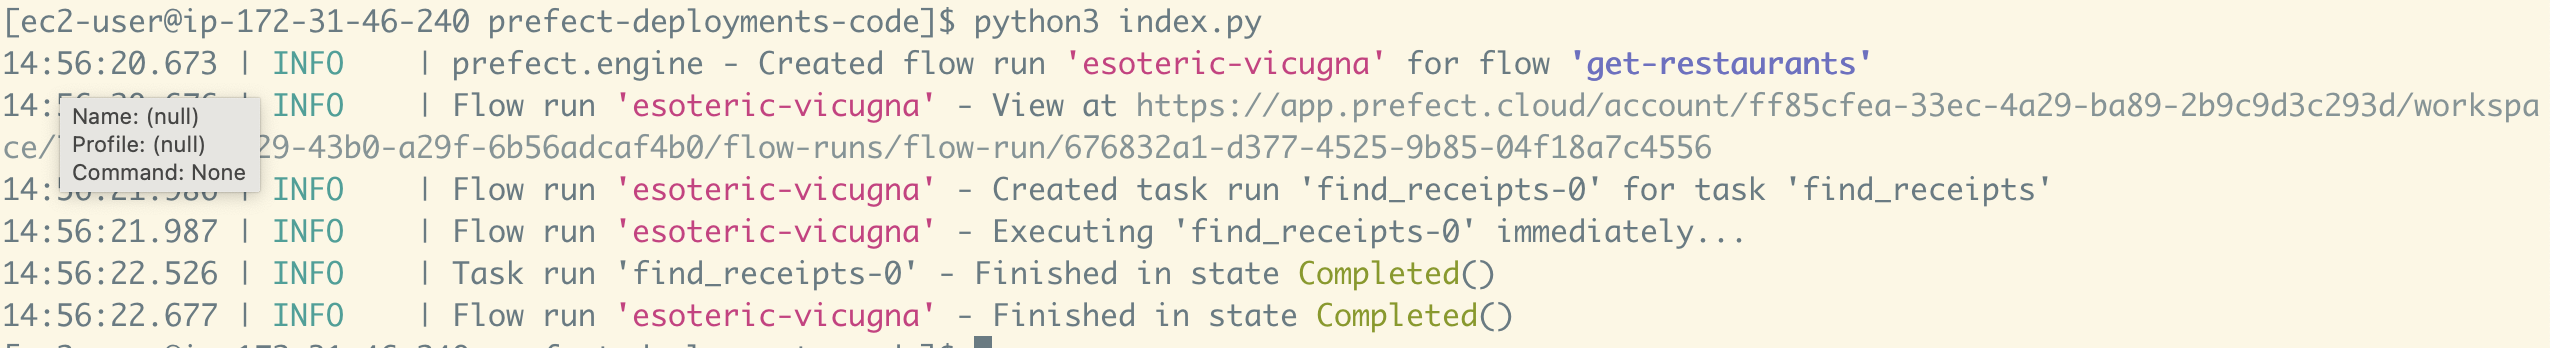 [ec2-user@ip-172-31-46-240 prefect-deployments-code]$ python3 index.py
14:56:20.673 | INFO    | prefect.engine - Created flow run 'esoteric-vicugna' for flow 'get-restaurants'
14: | INFO    | Flow run 'esoteric-vicugna' - View at https://app.prefect.cloud/account/ff85cfea-33ec-4a29-ba89-2b9c9d3c293d/workspa
Name: (null)
Profile: (null)
Command: None
ce/ 29-43b0-a29f-6b56adcaf4b0/flow-runs/flow-run/676832a1-d377-4525-9b85-04f18a7c4556
14: | INFO    | Flow run 'esoteric-vicugna' - Created task run 'find_receipts-0' for task 'find_receipts'
14:56:21.987 | INFO    | Flow run 'esoteric-vicugna' - Executing 'find_receipts-0' immediately...
14:56:22.526 | INFO    | Task run 'find_receipts-0' - Finished in state Completed()
14:56:22.677 | INFO    | Flow run 'esoteric-vicugna' - Finished in state Completed()